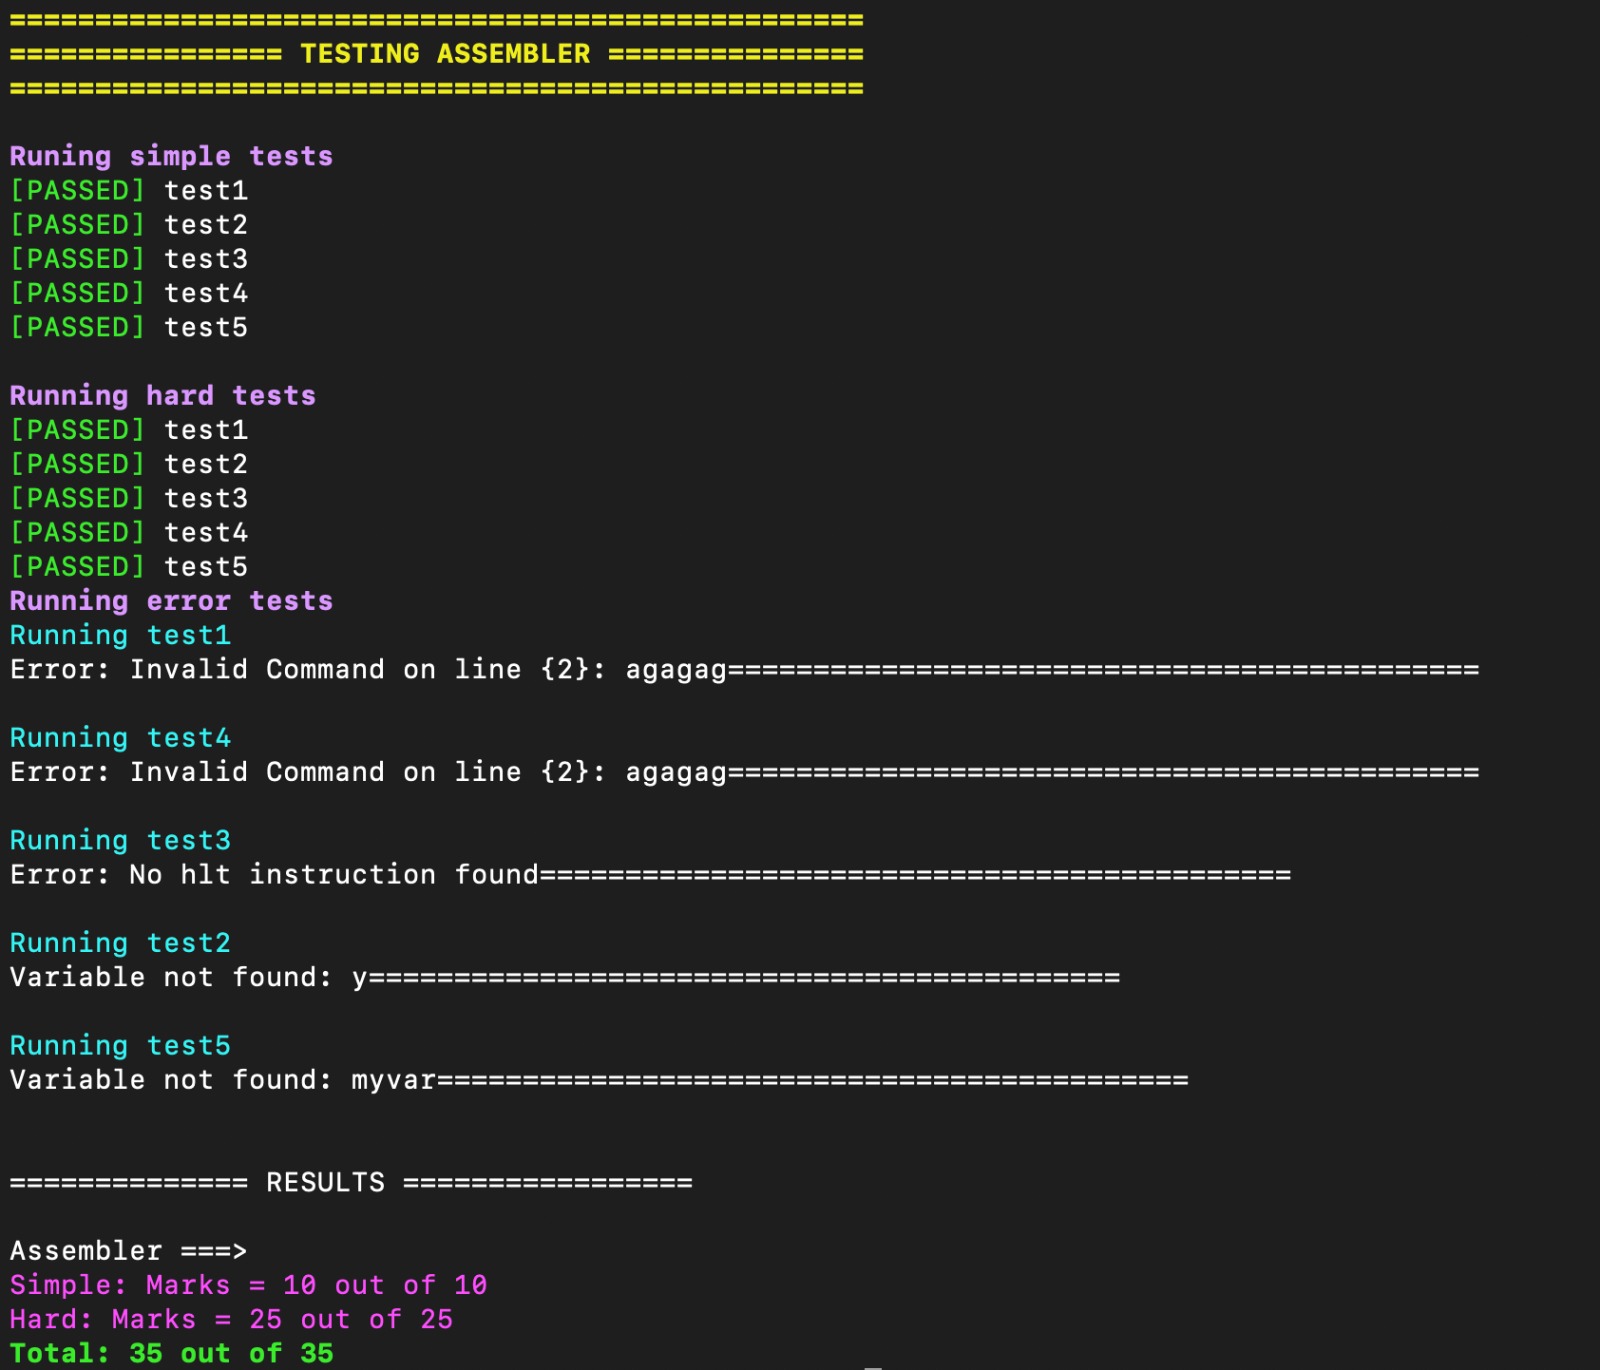 ==================================================
================ TESTING ASSEMBLER ===============
==================================================
Runing simple tests
[PASSED] test1
[PASSED] test2
[PASSED] test3
[PASSED] test4
[PASSED] test5
Running hard tests
[PASSED] test1
[PASSED] test2
[PASSED] test3
[PASSED] test4
[PASSED] test5
Running error tests
Running test1
Error: Invalid Command on line {2}: agagag============================================
Running test4
Error: Invalid Command on line {2}: agagag============================================
Running test3
Error: No hlt instruction found============================================
Running test2
Variable not found: y============================================
Running test5
Variable not found: myvar============================================
============== RESULTS =================
Assembler ===>
Simple: Marks = 10 out of 10
Hard: Marks = 25 out of 25
Total: 35 out of 35